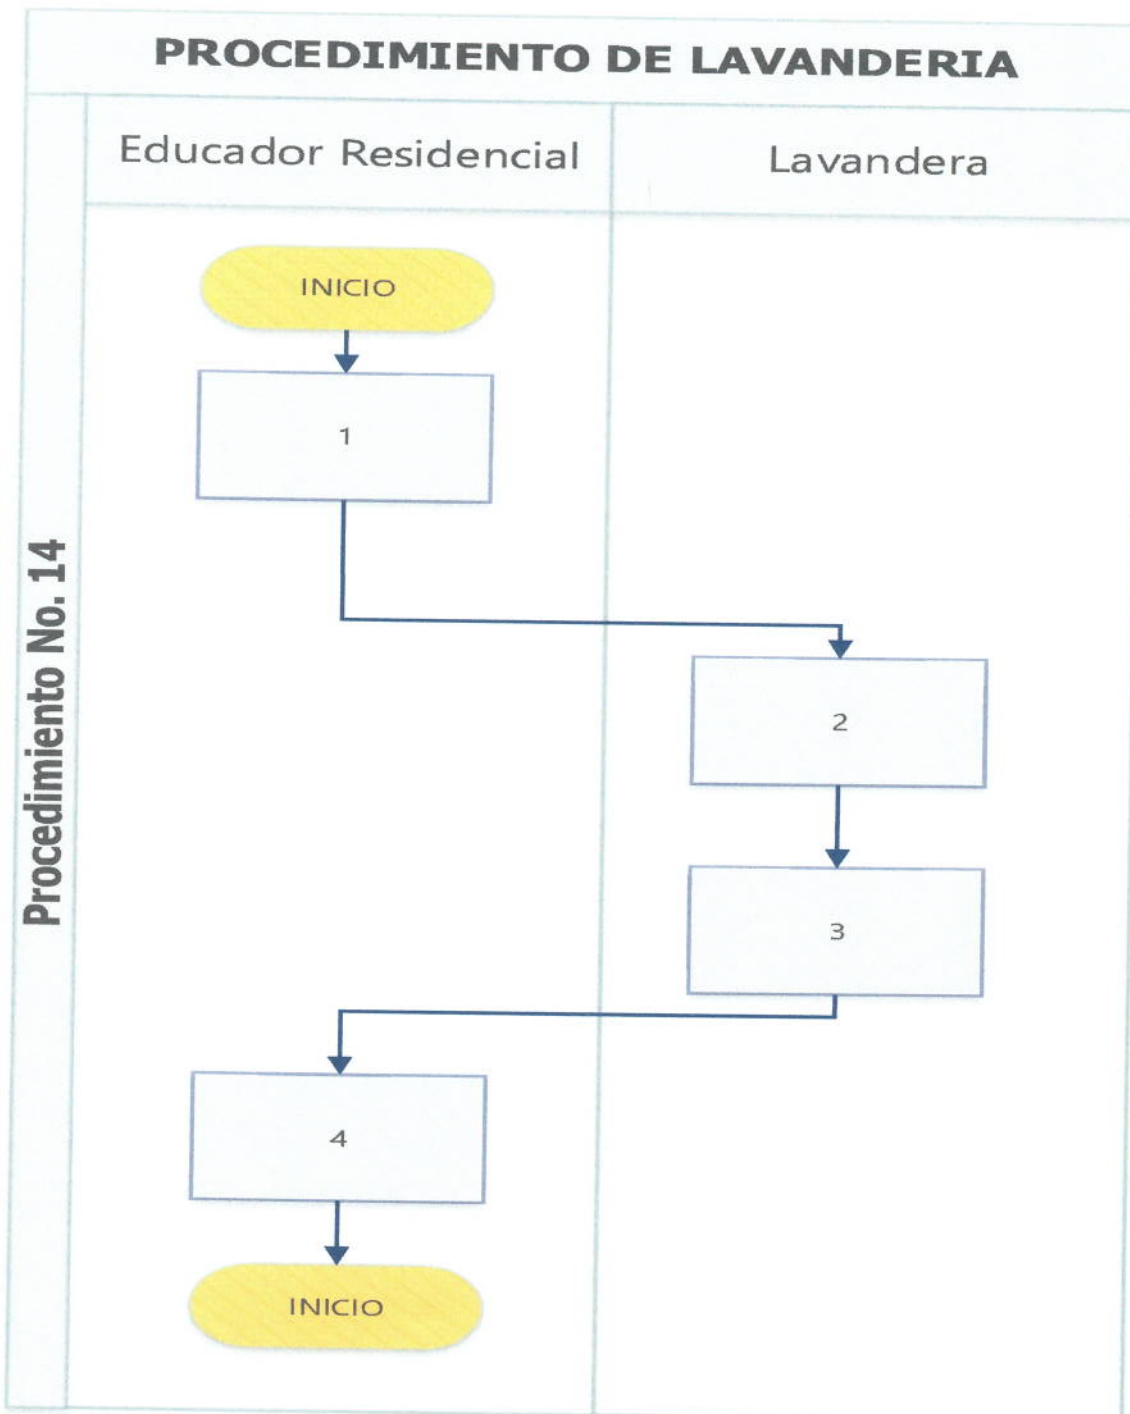 PROCEDIMIENTO DE LAVANDERIA
Procedimiento No. 14
Educador Residencial
Lavandera
INICIO
1
2
3
4
INICIO